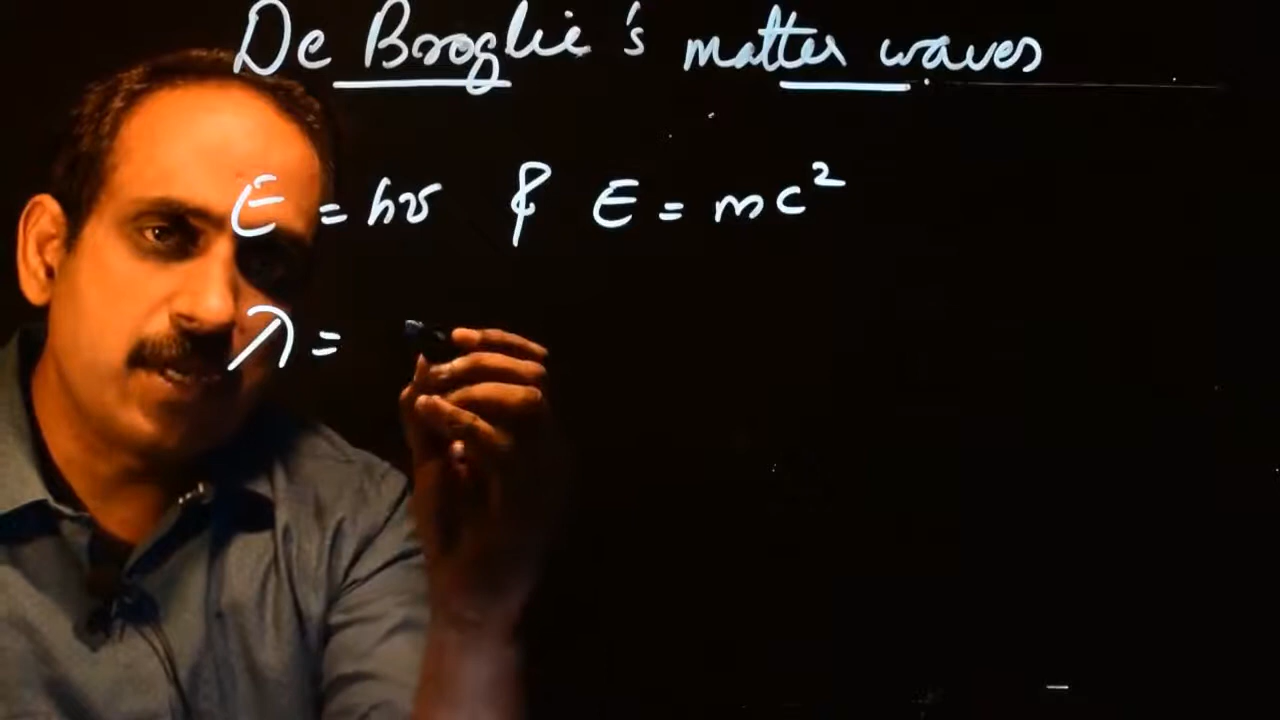 De Broglie's matter waves
E = hν & E = mc²
λ =